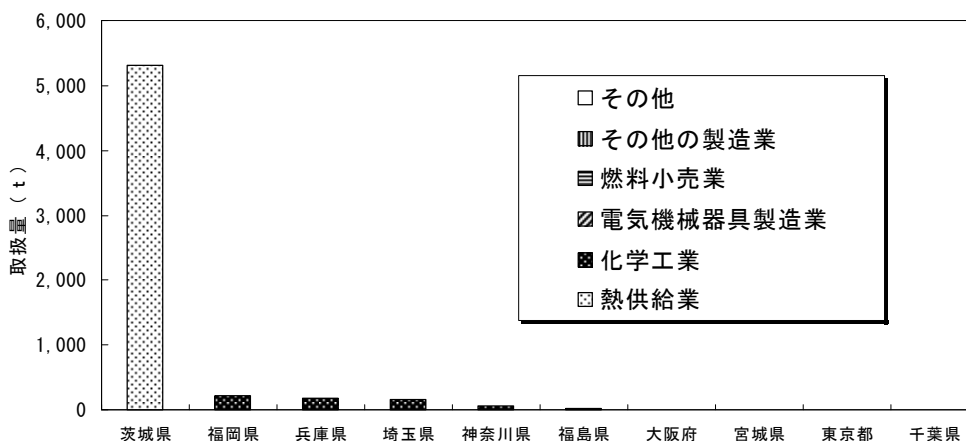 6,000
5,000
4,000
3,000
2,000
1,000
0
取扱量(t)
その他
その他の製造業
燃料小売業
電気機械器具製造業
化学工業
熱供給業
茨城県 福岡県 兵庫県 埼玉県 神奈川県 福島県 大阪府 宮城県 東京都 千葉県